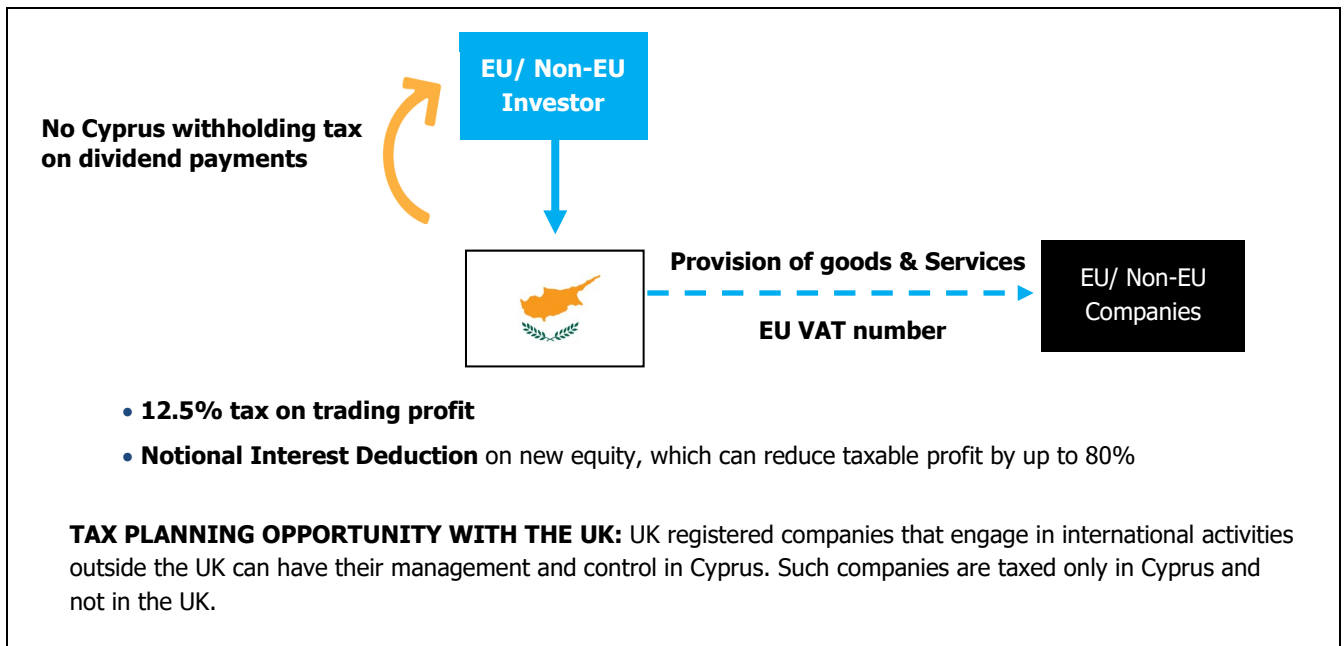 EU/ Non-EU
Investor
No Cyprus withholding tax
on dividend payments
Provision of goods & Services
EU VAT number
EU/ Non-EU
Companies
• 12.5% tax on trading profit
• Notional Interest Deduction on new equity, which can reduce taxable profit by up to 80%
TAX PLANNING OPPORTUNITY WITH THE UK: UK registered companies that engage in international activities
outside the UK can have their management and control in Cyprus. Such companies are taxed only in Cyprus and
not in the UK.